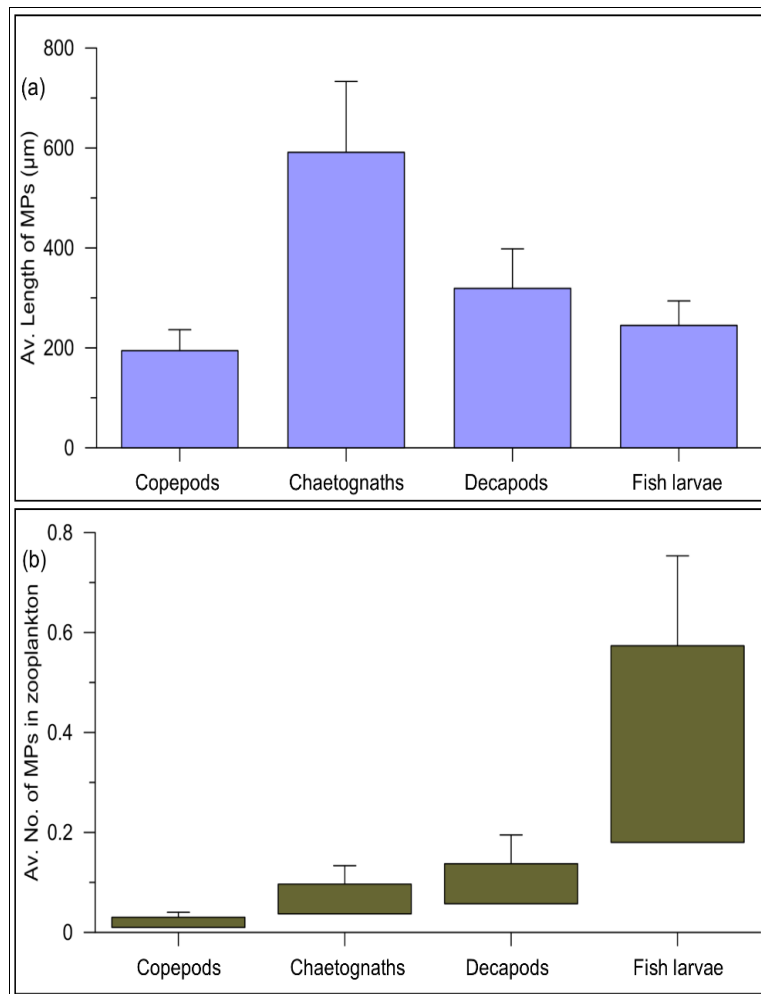 (a)
Av. Length of MPs (µm)
800
600
400
200
0
Copepods Chaetognaths Decapods Fish larvae
(b)
Av. No. of MPs in zooplankton
0.8
0.6
0.4
0.2
0
Copepods Chaetognaths Decapods Fish larvae